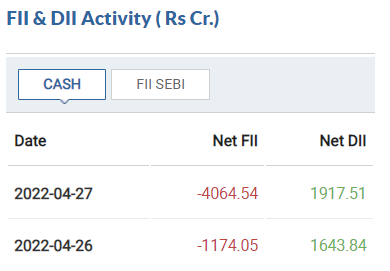 FII & DII Activity ( Rs Cr.)
CASH FII SEBI
Date Net FII Net DII
2022-04-27 -4064.54 1917.51
2022-04-26 -1174.05 1643.84